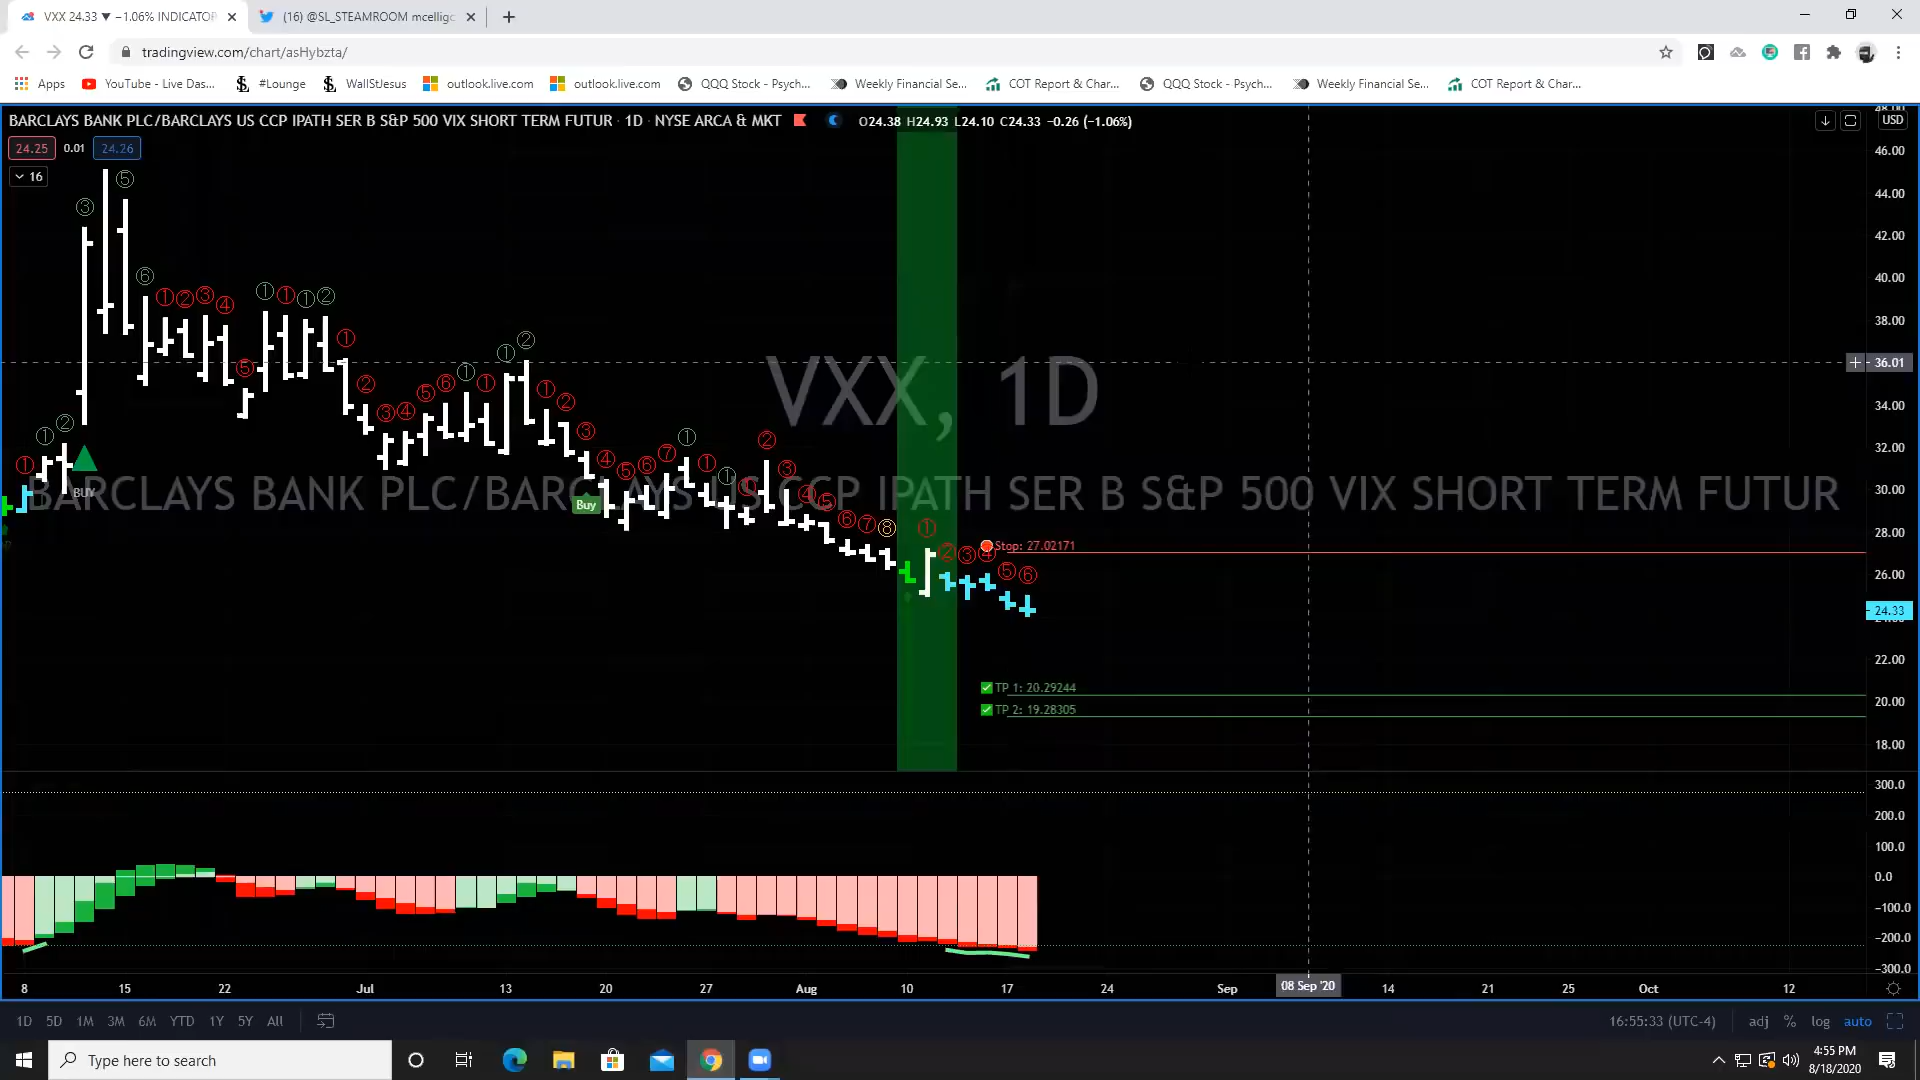 VXX 24.33 ▼ −1.06% INDICATOR
(16) @SL_STEAMROOM mcelligo
tradingview.com/chart/asHybzta/
Apps
YouTube - Live Das...
#Lounge
WallStJesus
outlook.live.com
outlook.live.com
QQQ Stock - Psych...
Weekly Financial Se...
COT Report & Char...
QQQ Stock - Psych...
Weekly Financial Se...
COT Report & Char...
BARCLAYS BANK PLC/BARCLAYS US CCP IPATH SER B S&P 500 VIX SHORT TERM FUTUR · 1D · NYSE ARCA & MKT
O24.38 H24.93 L24.10 C24.33 −0.26 (−1.06%)
USD
24.25 0.01 24.26
16
46.00
44.00
42.00
40.00
38.00
36.01
34.00
32.00
30.00
28.00
26.00
24.33
22.00
20.00
18.00
VXX, 1D
BARCLAYS BANK PLC/BARCLAYS US CCP IPATH SER B S&P 500 VIX SHORT TERM FUTUR
BUY
Buy
Stop: 27.02171
TP 1: 20.29244
TP 2: 19.28305
300.0
200.0
100.0
0.0
−100.0
−200.0
−300.0
8 15 22 Jul 13 20 27 Aug 10 17 24 Sep 08 Sep '20 14 21 25 Oct 12
1D 5D 1M 3M 6M YTD 1Y 5Y All
16:55:33 (UTC-4) adj % log auto
Type here to search
4:55 PM
8/18/2020